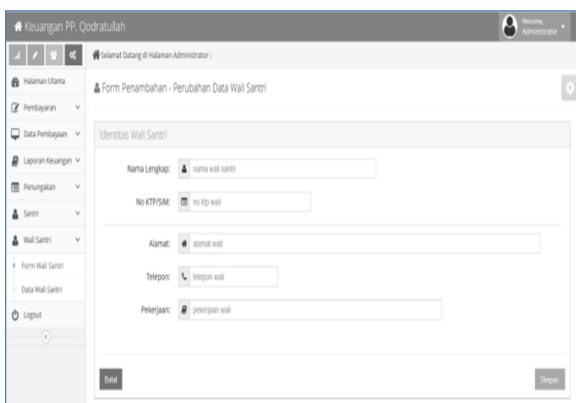 Keuangan PP. Qodratullah
Welcome,
Administrator
Selamat Datang di Halaman Administrator :
Halaman Utama
Form Penambahan - Perubahan Data Wali Santri
Pembayaran
Data Pembayaan
Identitas Wali Santri
Laporan Keuangan
Nama Lengkap: nama wali santri
Penungakan
No KTP/SIM: no ktp wali
Santri
Wali Santri
Alamat: alamat wali
Form Wali Santri
Telepon: telepon wali
Data Wali Santri
Pekerjaan: pekerjaan wali
Logout
Batal
Simpan